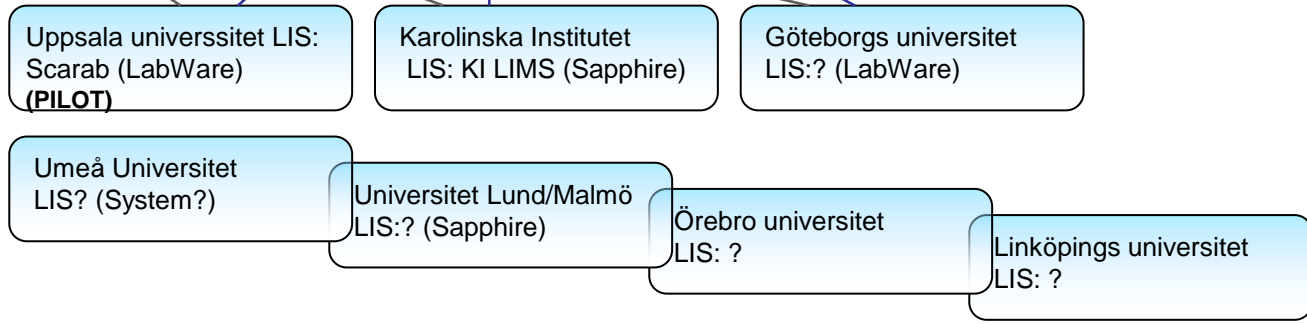 Uppsala universsitet LIS:
Scarab (LabWare)
(PILOT)
Karolinska Institutet
LIS: KI LIMS (Sapphire)
Göteborgs universitet
LIS:? (LabWare)
Umeå Universitet
LIS? (System?)
Universitet Lund/Malmö
LIS:? (Sapphire)
Örebro universitet
LIS: ?
Linköpings universitet
LIS: ?